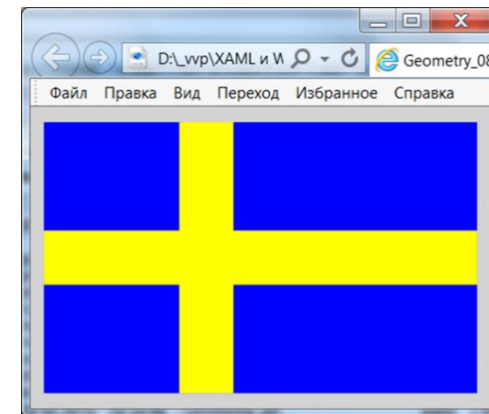 D:\_vvp\XAML и W
Geometry_08
Файл Правка Вид Переход Избранное Справка